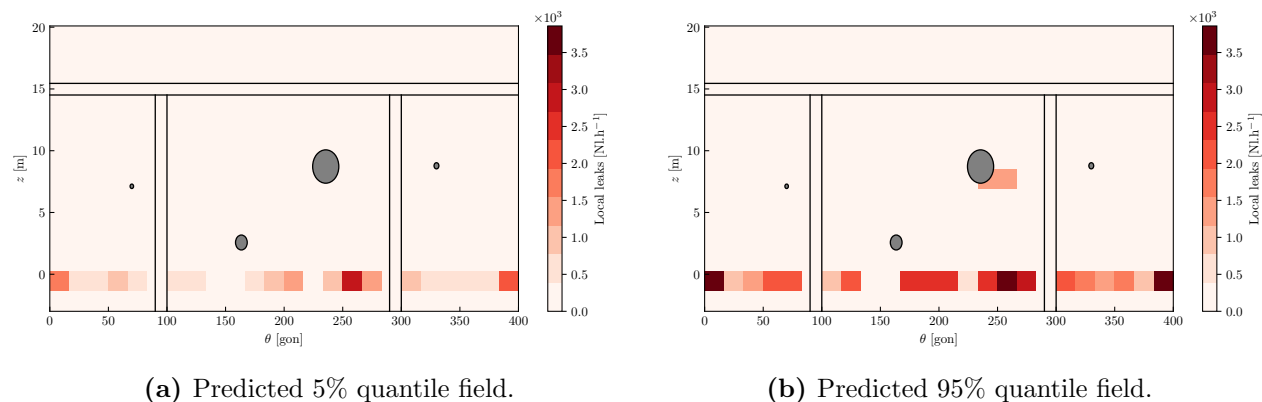 ×10³
20
15
10
5
0
z [m]
0 50 100 150 200 250 300 350 400
θ [gon]
3.5
3.0
2.5
2.0
1.5
1.0
0.5
0.0
Local leaks [Nl.h⁻¹]
(a) Predicted 5% quantile field.
×10³
20
15
10
5
0
z [m]
0 50 100 150 200 250 300 350 400
θ [gon]
3.5
3.0
2.5
2.0
1.5
1.0
0.5
0.0
Local leaks [Nl.h⁻¹]
(b) Predicted 95% quantile field.